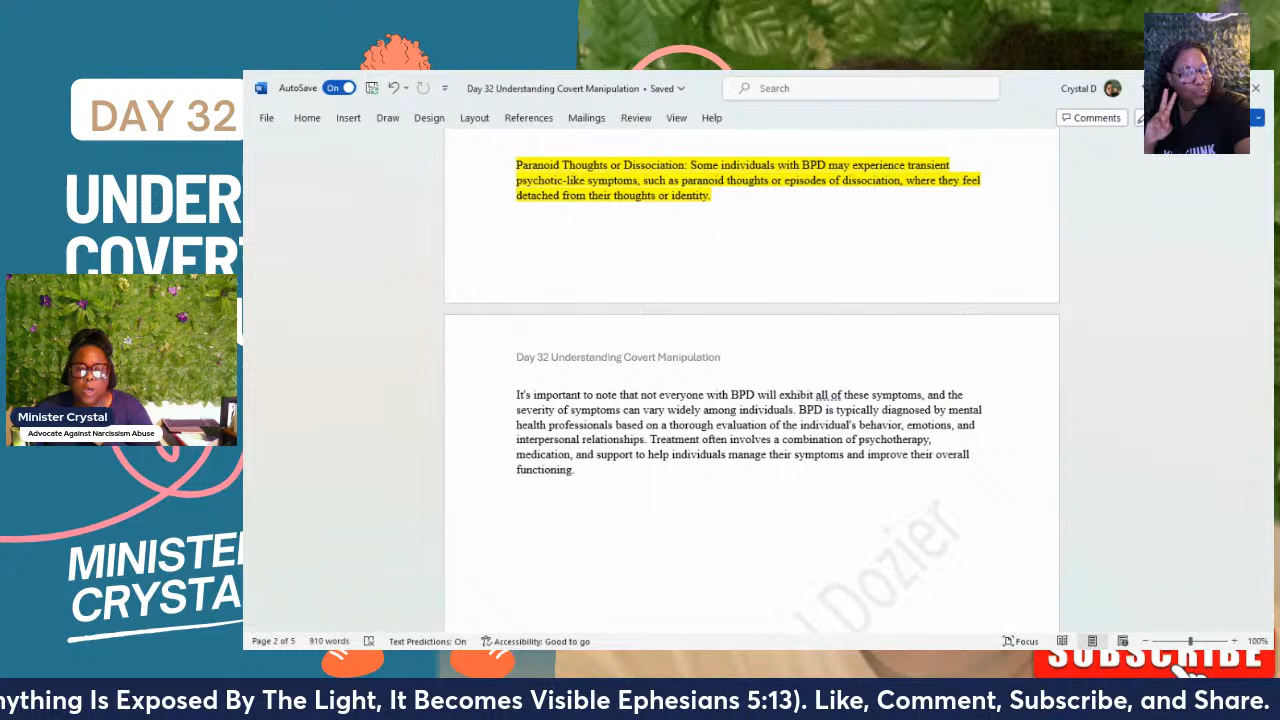 DAY 32
UNDER
COVERT
MINISTE
CRYSTA
Minister Crystal
Advocate Against Narcissism Abuse
AutoSave On
Day 32 Understanding Covert Manipulation • Saved
Search
Crystal D
File Home Insert Draw Design Layout References Mailings Review View Help
Comments
Paranoid Thoughts or Dissociation: Some individuals with BPD may experience transient
psychotic-like symptoms, such as paranoid thoughts or episodes of dissociation, where they feel
detached from their thoughts or identity.
Day 32 Understanding Covert Manipulation
It's important to note that not everyone with BPD will exhibit all of these symptoms, and the
severity of symptoms can vary widely among individuals. BPD is typically diagnosed by mental
health professionals based on a thorough evaluation of the individual's behavior, emotions, and
interpersonal relationships. Treatment often involves a combination of psychotherapy,
medication, and support to help individuals manage their symptoms and improve their overall
functioning.
l Dozier
Page 2 of 5 910 words Text Predictions: On Accessibility: Good to go
Focus 100%
SUBSCRIBE
nything Is Exposed By The Light, It Becomes Visible Ephesians 5:13). Like, Comment, Subscribe, and Share.